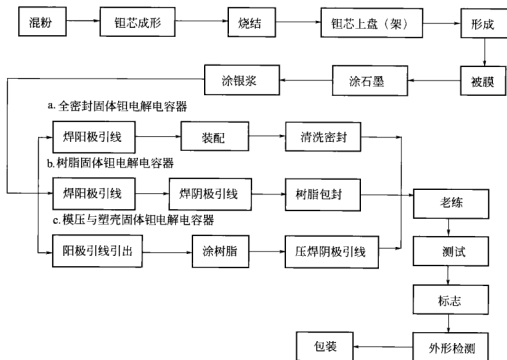 混粉
钽芯成形
烧结
钽芯上盘（架）
形成
涂银浆
涂石墨
被膜
a. 全密封固体钽电解电容器
焊阳极引线
装配
清洗密封
b. 树脂固体钽电解电容器
焊阳极引线
焊阴极引线
树脂包封
老练
c. 模压与塑壳固体钽电解电容器
阳极引线引出
涂树脂
压焊阴极引线
测试
标志
包装
外形检测